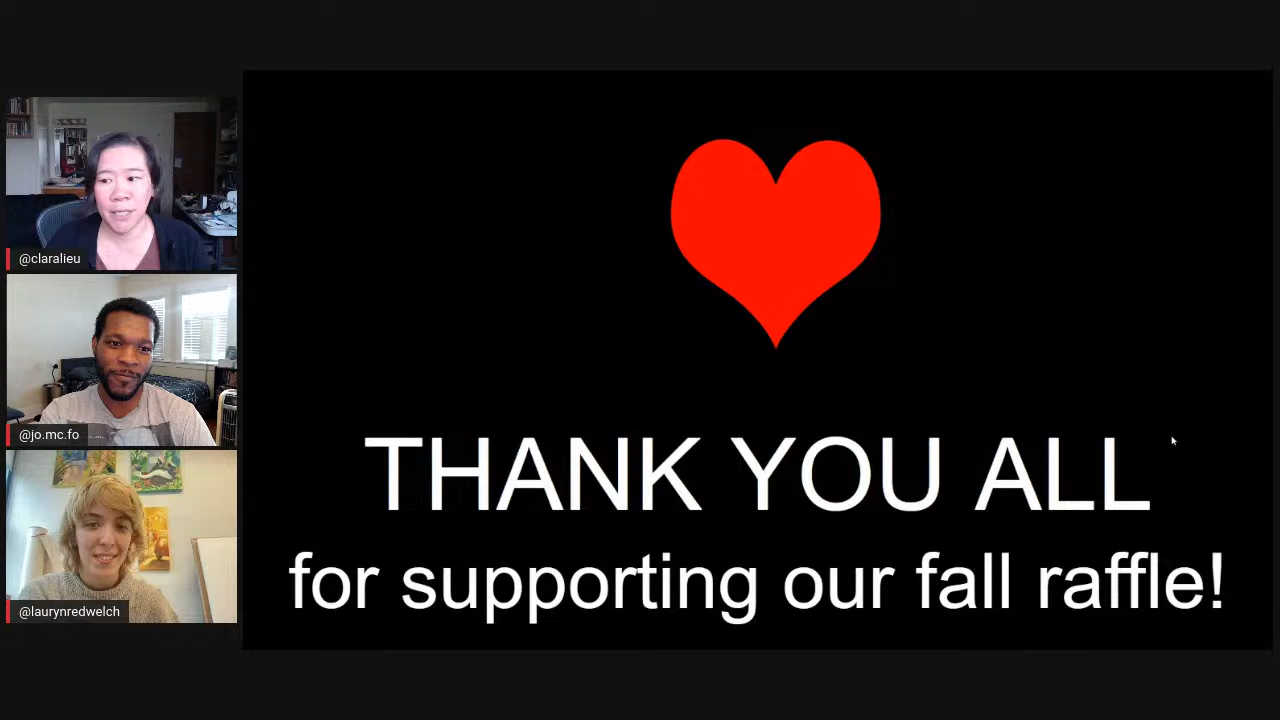 @claralieu
@jo.mc.fo
@laurynredwelch
THANK YOU ALL
for supporting our fall raffle!